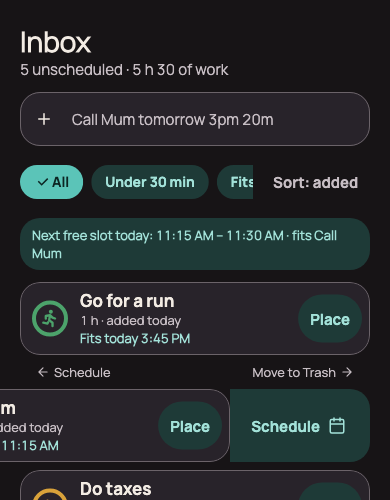 Inbox
5 unscheduled · 5 h 30 of work
Call Mum tomorrow 3pm 20m
All
Under 30 min
Fits
Sort: added
Next free slot today: 11:15 AM – 11:30 AM · fits Call
Mum
Go for a run
1 h · added today
Fits today 3:45 PM
Place
← Schedule
Move to Trash →
m
dded today
11:15 AM
Place
Schedule
Do taxes